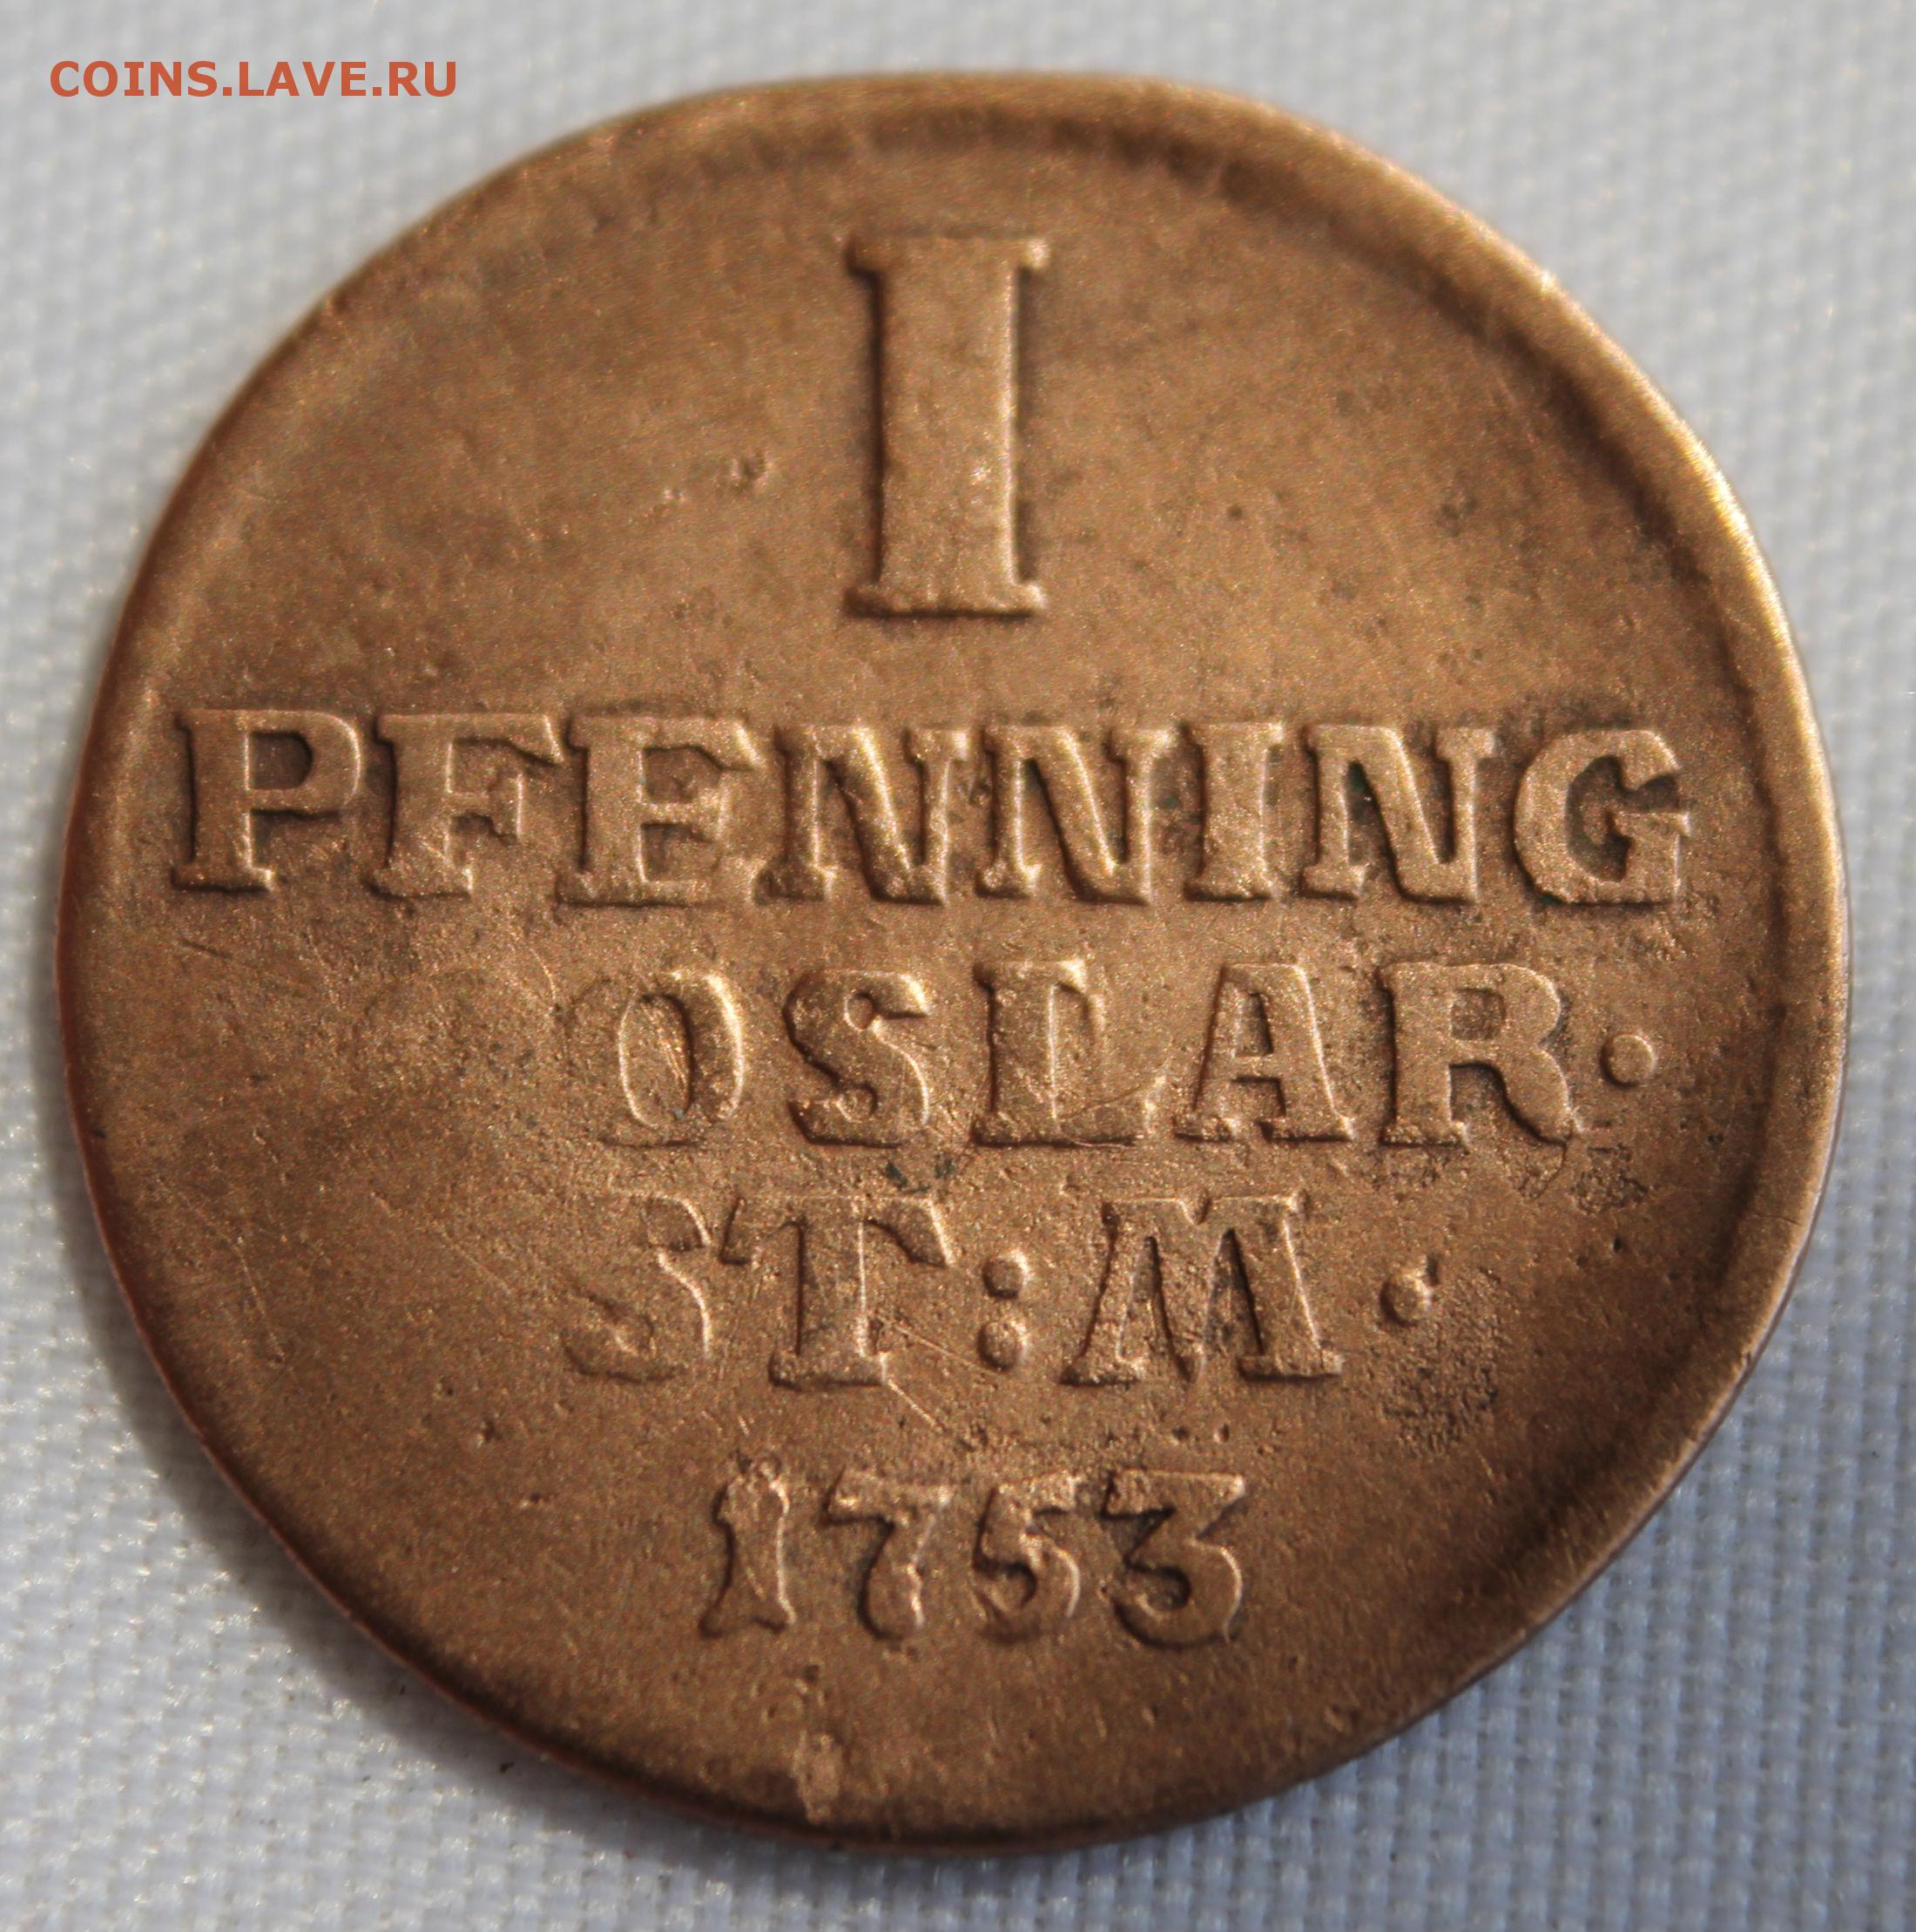 COINS.LAVE.RU
I
PFENNING
OSLAR.
ST:M.
1753